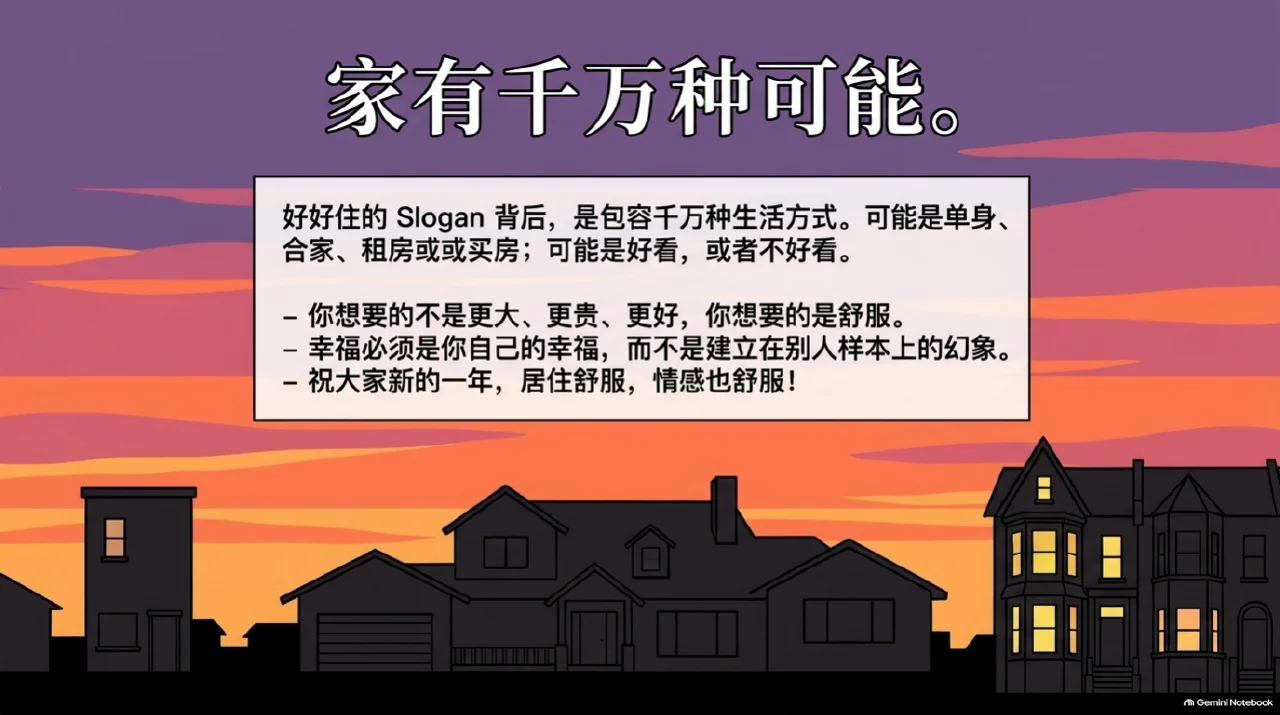 家有千万种可能。
好好住的 Slogan 背后，是包容千万种生活方式。可能是单身、
合家、租房或或买房；可能是好看，或者不好看。
– 你想要的不是更大、更贵、更好，你想要的是舒服。
– 幸福必须是你自己的幸福，而不是建立在别人样本上的幻象。
– 祝大家新的一年，居住舒服，情感也舒服！
Gemini Notebook